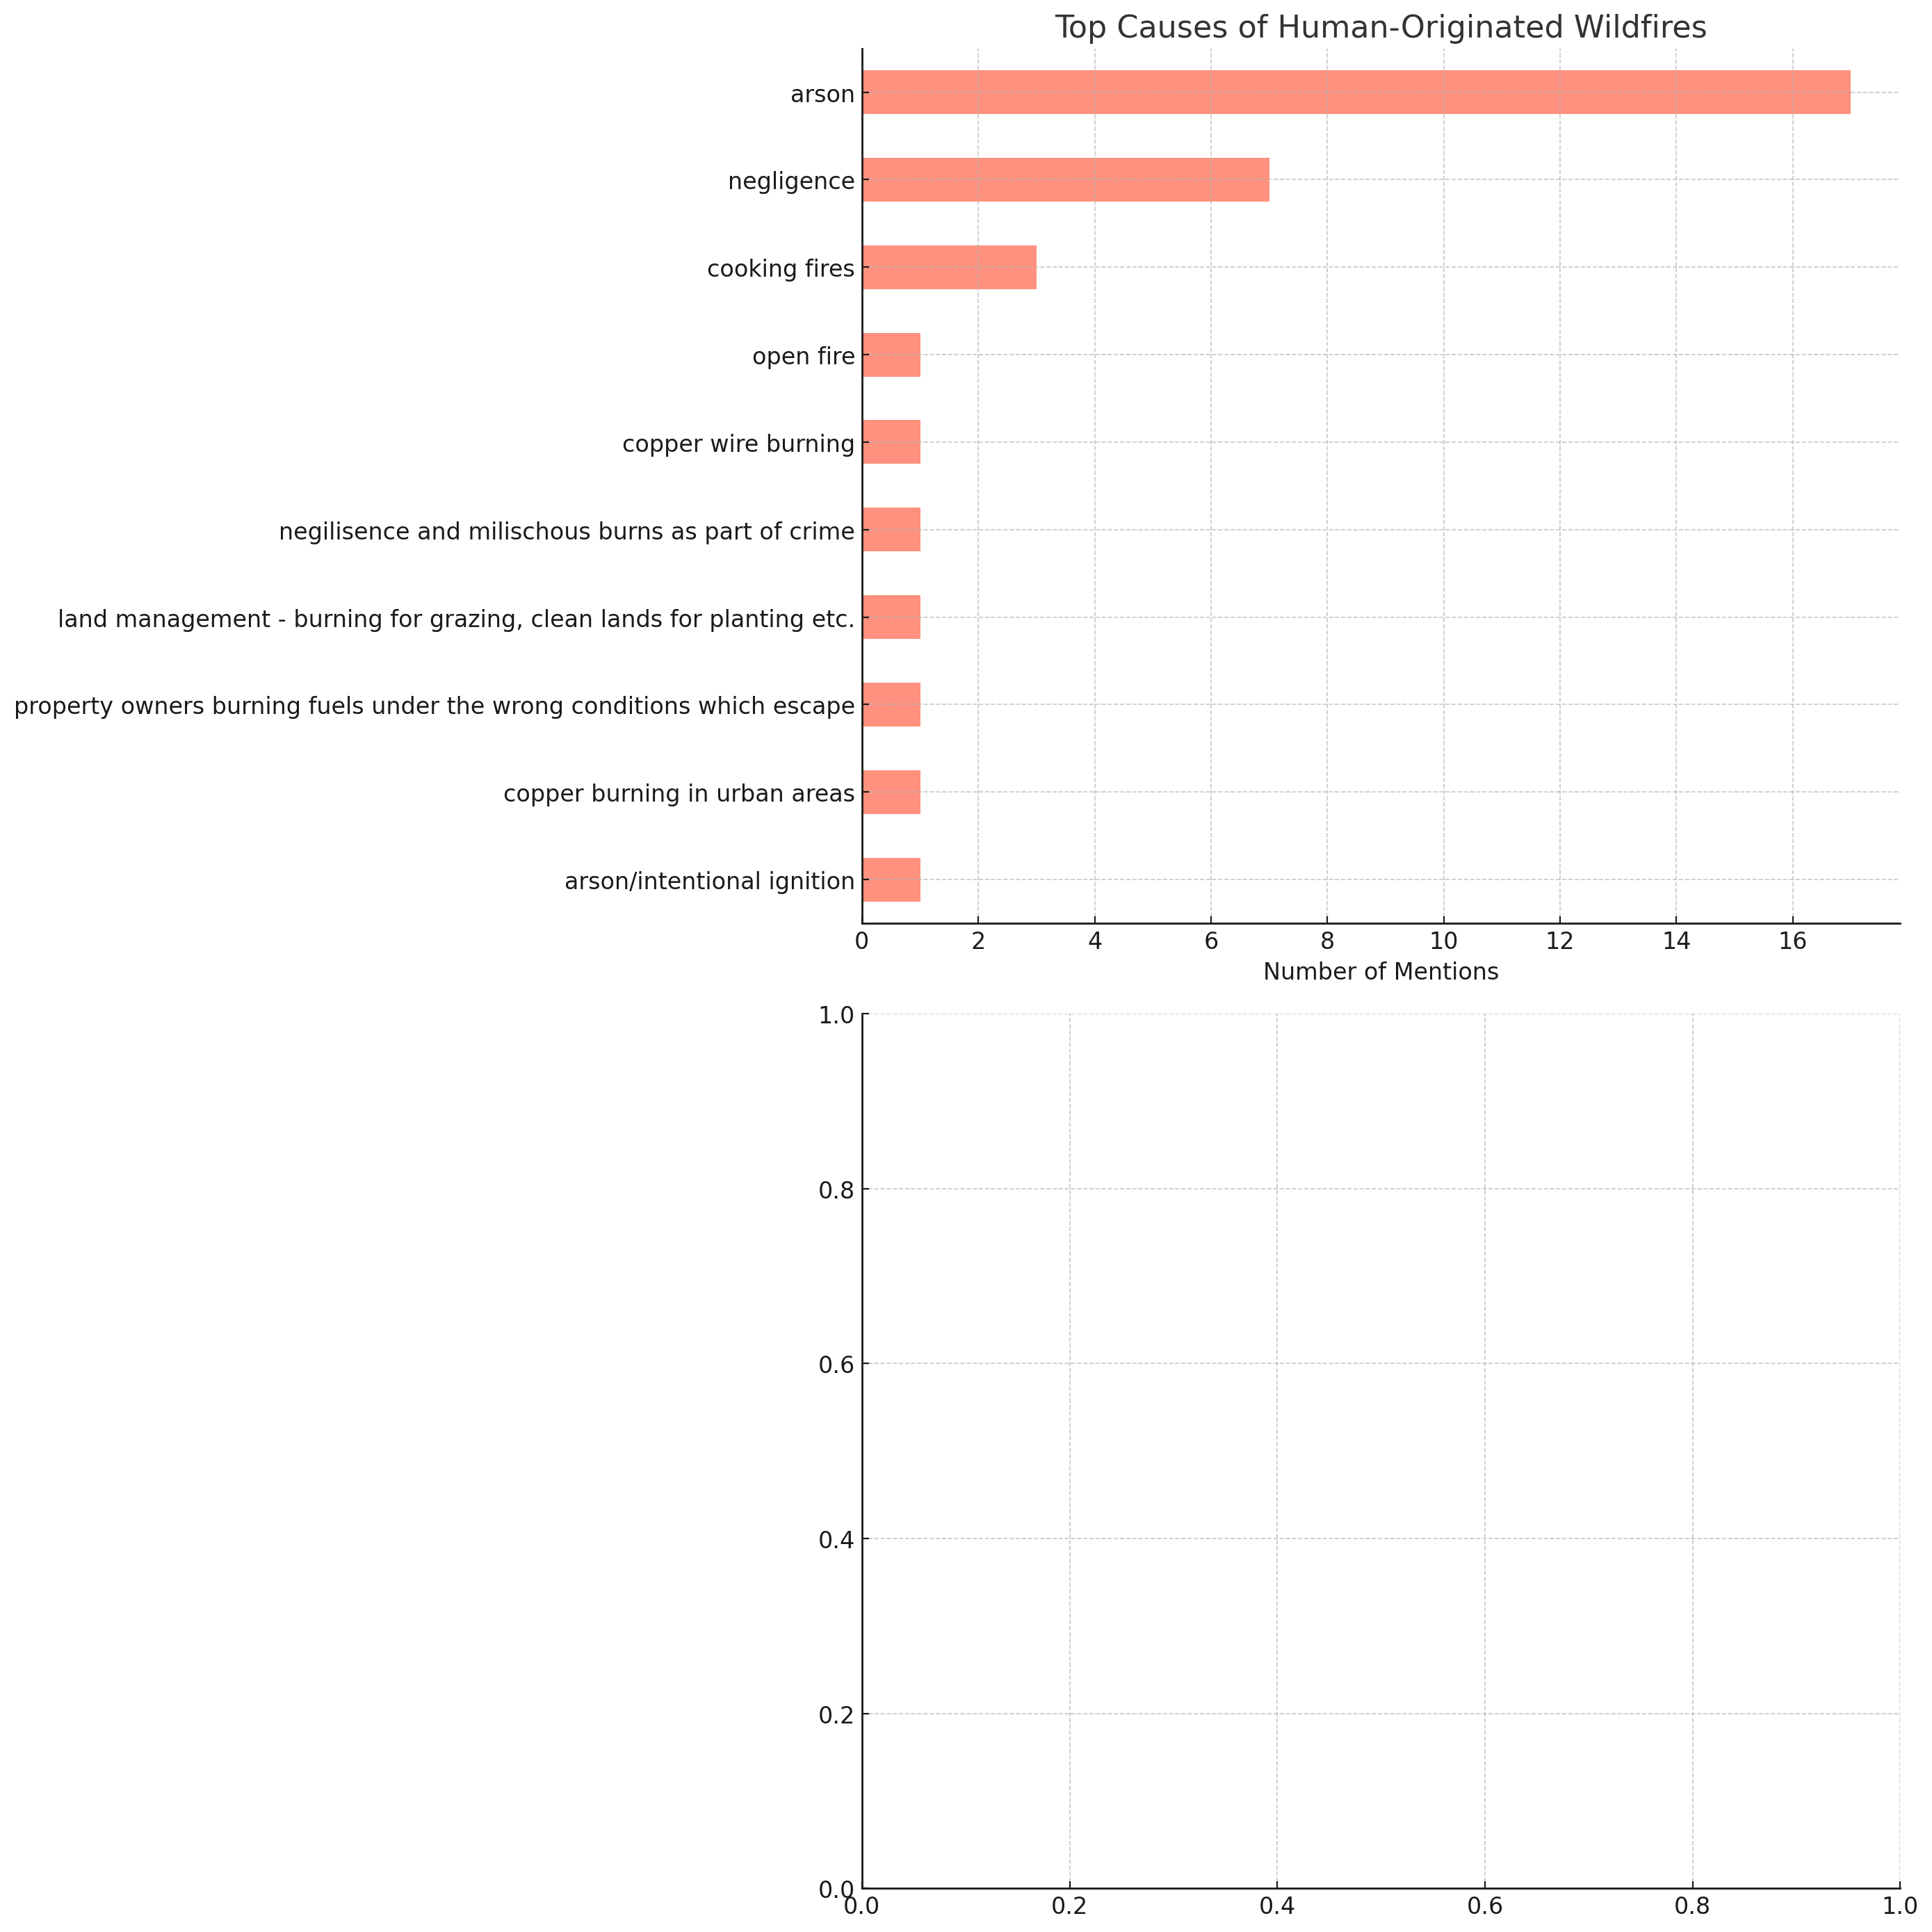 Top Causes of Human-Originated Wildfires
arson
negligence
cooking fires
open fire
copper wire burning
negilisence and milischous burns as part of crime
land management - burning for grazing, clean lands for planting etc.
property owners burning fuels under the wrong conditions which escape
copper burning in urban areas
arson/intentional ignition
0 2 4 6 8 10 12 14 16
Number of Mentions
1.0
0.8
0.6
0.4
0.2
0.0
0.0 0.2 0.4 0.6 0.8 1.0